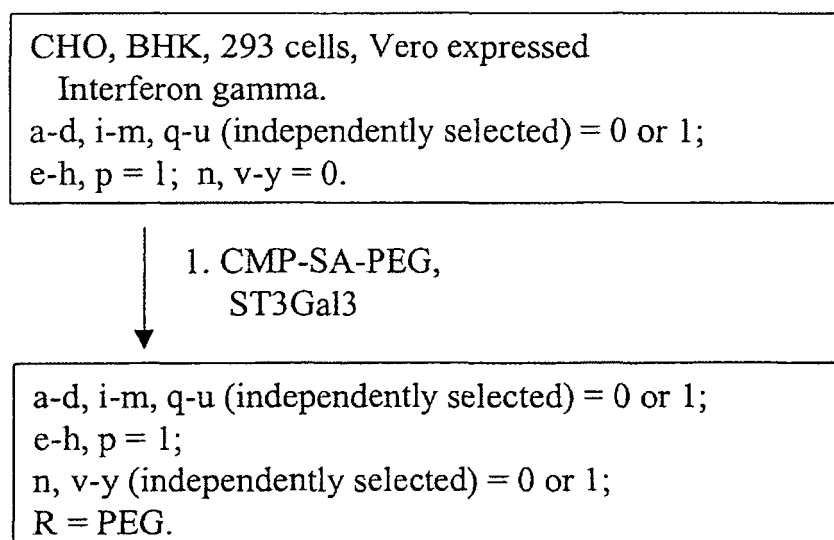 CHO, BHK, 293 cells, Vero expressed
Interferon gamma.
a-d, i-m, q-u (independently selected) = 0 or 1;
e-h, p = 1; n, v-y = 0.
1. CMP-SA-PEG,
ST3Gal3
a-d, i-m, q-u (independently selected) = 0 or 1;
e-h, p = 1;
n, v-y (independently selected) = 0 or 1;
R = PEG.